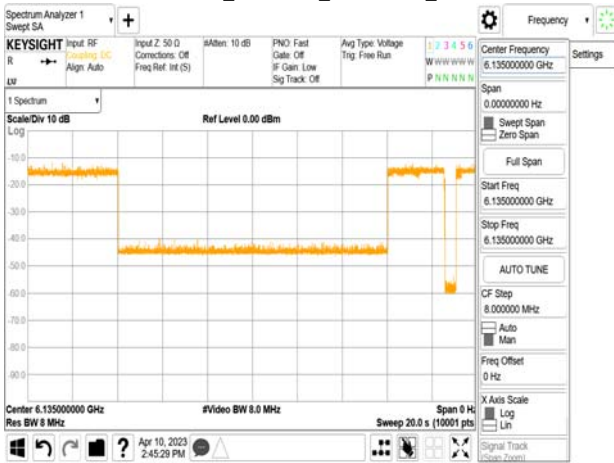 Spectrum Analyzer 1
Swept SA
Frequency
KEYSIGHT
R
LXI
Input: RF
Coupling: DC
Align: Auto
Input Z: 50 Ω
Corrections: Off
Freq Ref: Int (S)
#Atten: 10 dB
PNO: Fast
Gate: Off
IF Gain: Low
Sig Track: Off
Avg Type: Voltage
Trig: Free Run
1 2 3 4 5 6
W W W W W W
P N N N N N
1 Spectrum
Scale/Div 10 dB
Ref Level 0.00 dBm
Log
-10.0
-20.0
-30.0
-40.0
-50.0
-60.0
-70.0
-80.0
-90.0
Center 6.135000000 GHz
Res BW 8 MHz
#Video BW 8.0 MHz
Span 0 Hz
Sweep 20.0 s (10001 pts
Apr 10, 2023
2:45:29 PM
Center Frequency
6.135000000 GHz
Settings
Span
0.00000000 Hz
Swept Span
Zero Span
Full Span
Start Freq
6.135000000 GHz
Stop Freq
6.135000000 GHz
AUTO TUNE
CF Step
8.000000 MHz
Auto
Man
Freq Offset
0 Hz
X Axis Scale
Log
Lin
Signal Track
(Span Zoom)